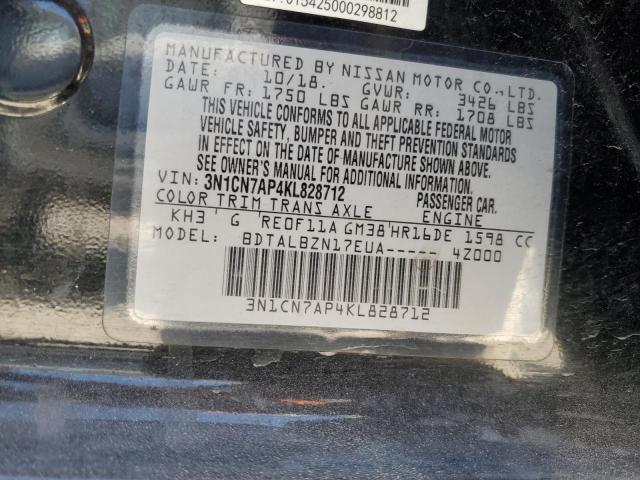 015425000298812
MANUFACTURED BY NISSAN MOTOR CO.,LTD.
DATE: 10/18. GVWR: 3426 LBS
GAWR FR: 1750 LBS GAWR RR: 1708 LBS
THIS VEHICLE CONFORMS TO ALL APPLICABLE FEDERAL MOTOR
VEHICLE SAFETY, BUMPER AND THEFT PREVENTION STANDARDS
IN EFFECT ON THE DATE OF MANUFACTURE SHOWN ABOVE.
SEE OWNER'S MANUAL FOR ADDITIONAL INFORMATION.
VIN: 3N1CN7AP4KL828712 PASSENGER CAR.
COLOR TRIM TRANS AXLE ENGINE
KH3 G RE0F11A GM38 HR16DE 1598 CC
MODEL: BDTALBZN17EUA----- 4Z000
3N1CN7AP4KL828712